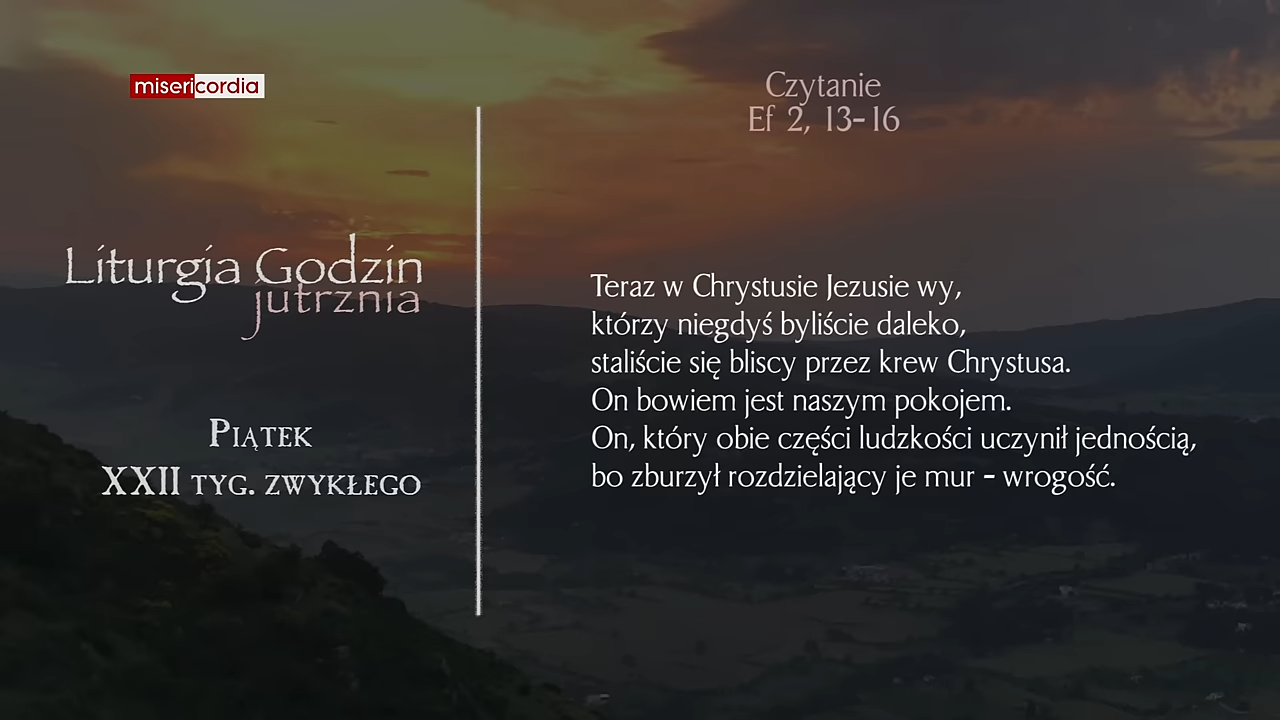 misericordia
Liturgia Godzin
jutrznia
Piątek
XXII tyg. zwykłego
Czytanie
Ef 2, 13-16
Teraz w Chrystusie Jezusie wy,
którzy niegdyś byliście daleko,
staliście się bliscy przez krew Chrystusa.
On bowiem jest naszym pokojem.
On, który obie części ludzkości uczynił jednością,
bo zburzył rozdzielający je mur - wrogość.